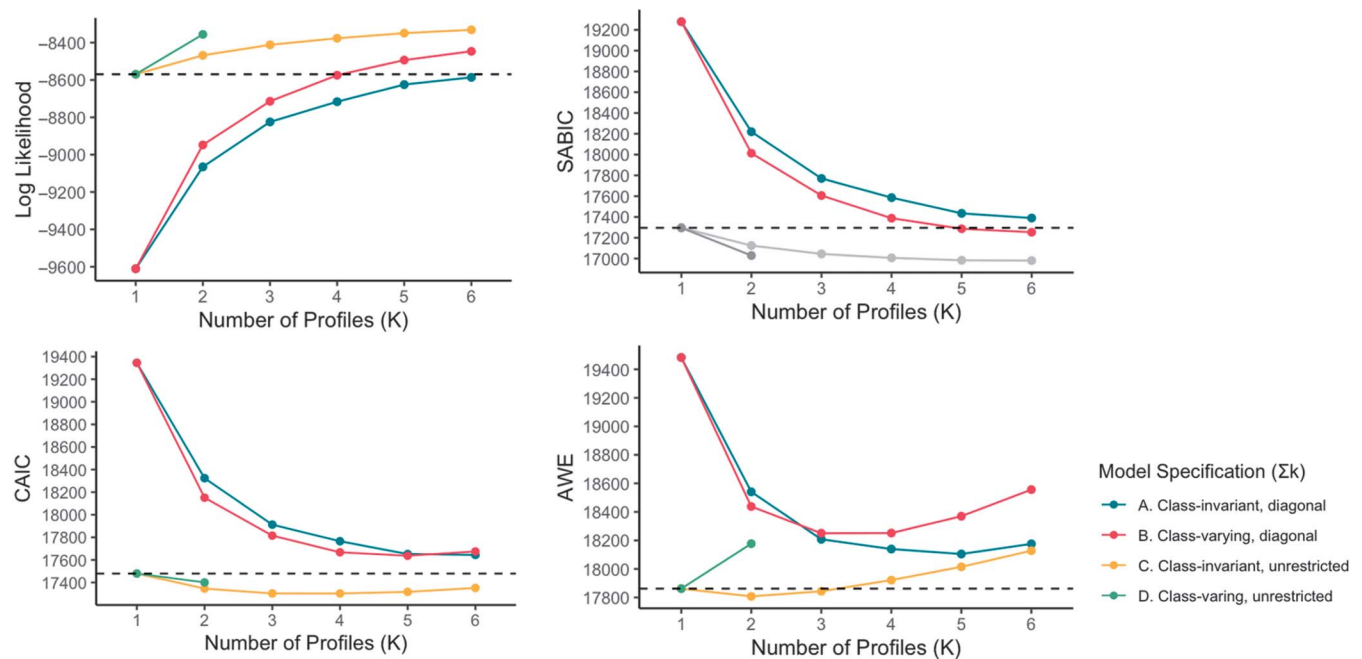 Log Likelihood
−8400
−8600
−8800
−9000
−9200
−9400
−9600
1 2 3 4 5 6
Number of Profiles (K)
SABIC
19200
19000
18800
18600
18400
18200
18000
17800
17600
17400
17200
17000
1 2 3 4 5 6
Number of Profiles (K)
CAIC
19400
19200
19000
18800
18600
18400
18200
18000
17800
17600
17400
1 2 3 4 5 6
Number of Profiles (K)
AWE
19400
19200
19000
18800
18600
18400
18200
18000
17800
1 2 3 4 5 6
Number of Profiles (K)
Model Specification (Σk)
A. Class-invariant, diagonal
B. Class-varying, diagonal
C. Class-invariant, unrestricted
D. Class-varing, unrestricted